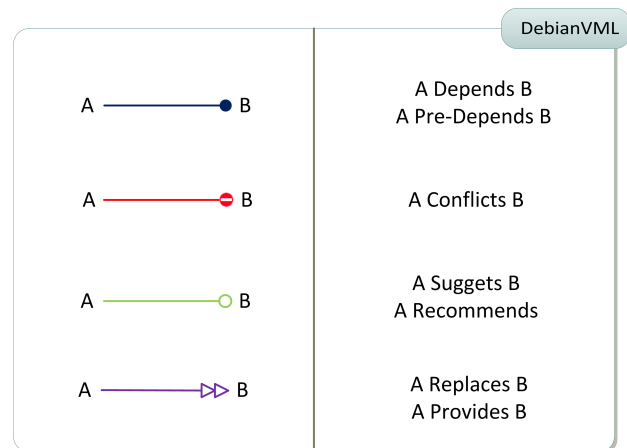 DebianVML
A B
A Depends B
A Pre-Depends B
A B
A Conflicts B
A B
A Suggets B
A Recommends
A B
A Replaces B
A Provides B